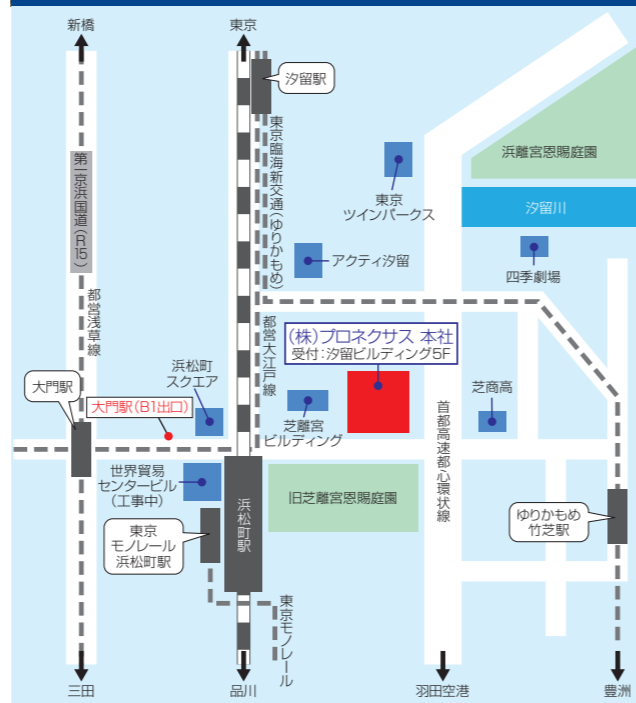 新橋
東京
汐留駅
浜離宮恩賜庭園
第一京浜国道(R15)
東京臨海新交通(ゆりかもめ)
東京
ツインパークス
汐留川
アクティ汐留
四季劇場
都営浅草線
都営大江戸線
(株)プロネクサス 本社
受付:汐留ビルディング5F
浜松町
スクエア
大門駅
大門駅(B1出口)
芝離宮
ビルディング
首都高速都心環状線
芝商高
世界貿易
センタービル
(工事中)
浜松町駅
旧芝離宮恩賜庭園
ゆりかもめ
竹芝駅
東京
モノレール
浜松町駅
東京モノレール
三田
品川
羽田空港
豊洲